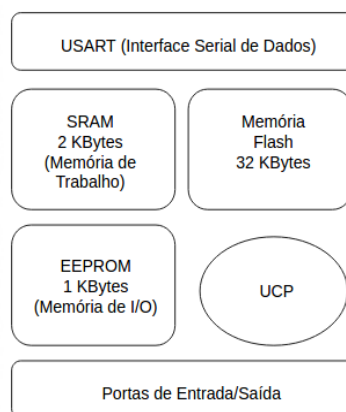 USART (Interface Serial de Dados)
SRAM
2 KBytes
(Memória de
Trabalho)
Memória
Flash
32 KBytes
EEPROM
1 KBytes
(Memória de I/O)
UCP
Portas de Entrada/Saída